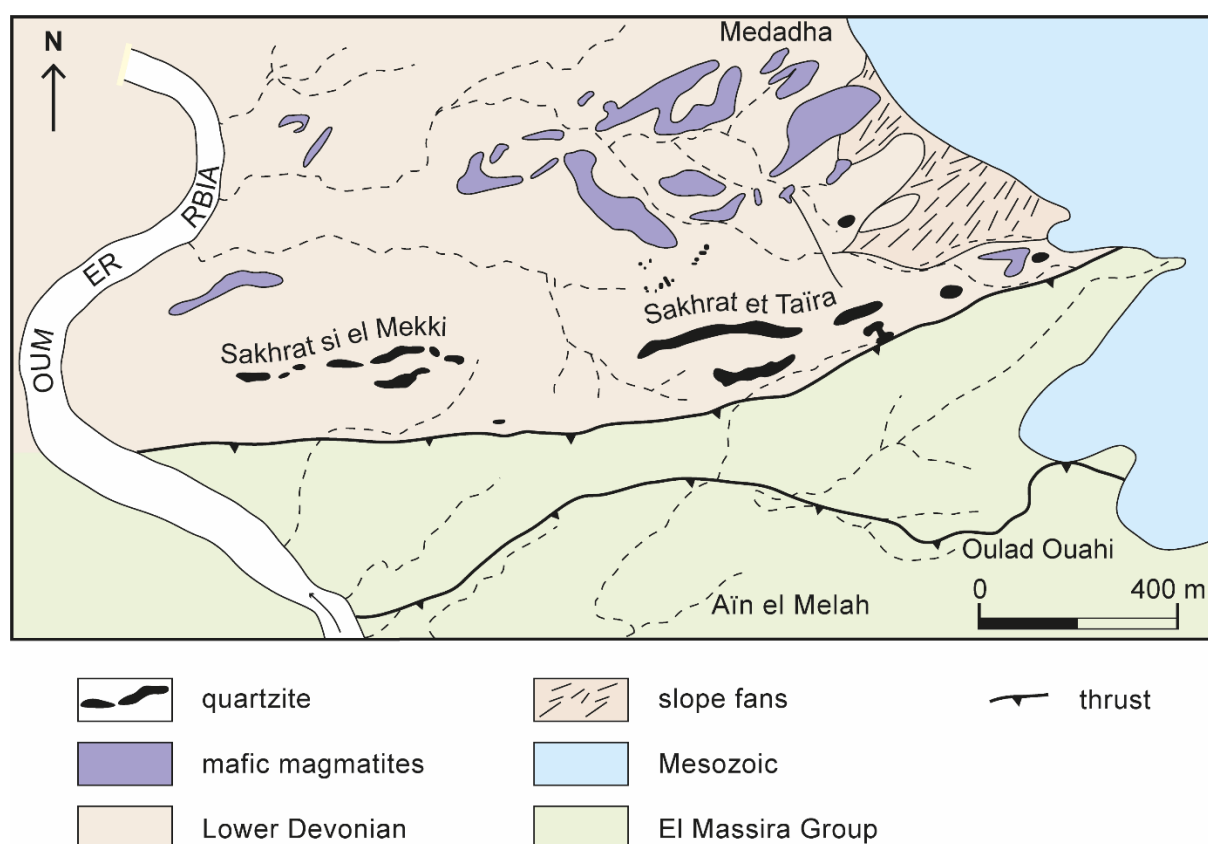 N
Medadha
OUM ER RBIA
Sakhrat si el Mekki
Sakhrat et Taïra
Oulad Ouahi
Aïn el Melah
0 400 m
quartzite
slope fans
thrust
mafic magmatites
Mesozoic
Lower Devonian
El Massira Group